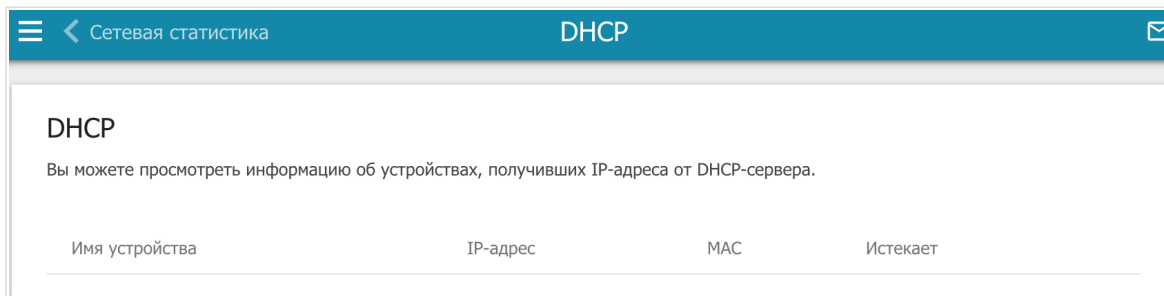 Сетевая статистика DHCP
DHCP
Вы можете просмотреть информацию об устройствах, получивших IP-адреса от DHCP-сервера.
Имя устройства IP-адрес MAC Истекает